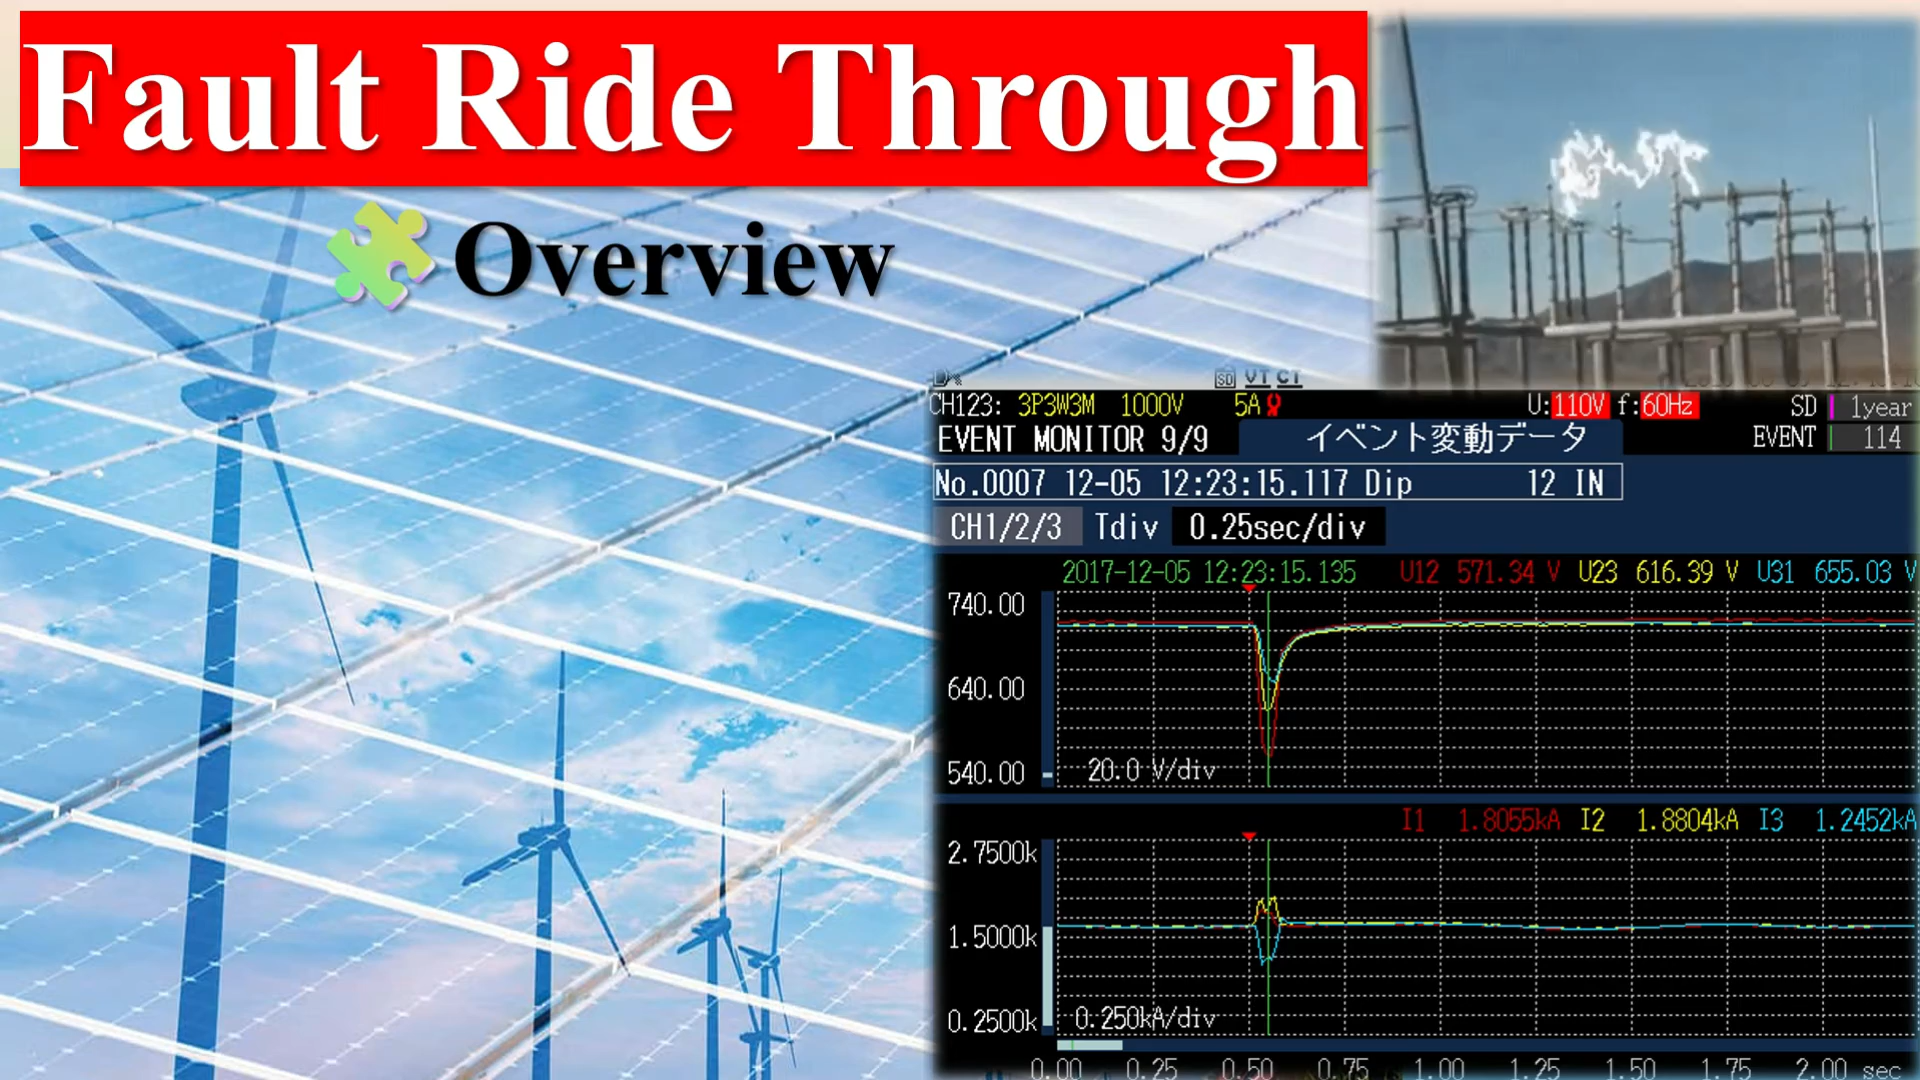 Fault Ride Through
Overview
SD VT CT
CH123: 3P3W3M 1000V 5A U:110V f:60Hz SD 1year
EVENT MONITOR 9/9 イベント変動データ EVENT 114
No.0007 12-05 12:23:15.117 Dip 12 IN
CH1/2/3 Tdiv 0.25sec/div
2017-12-05 12:23:15.135 U12 571.34 V U23 616.39 V U31 655.03 V
740.00
640.00
540.00
20.0 V/div
I1 1.8055kA I2 1.8804kA I3 1.2452kA
2.7500k
1.5000k
0.2500k
0.250kA/div
0.00 0.25 0.50 0.75 1.00 1.25 1.50 1.75 2.00 sec